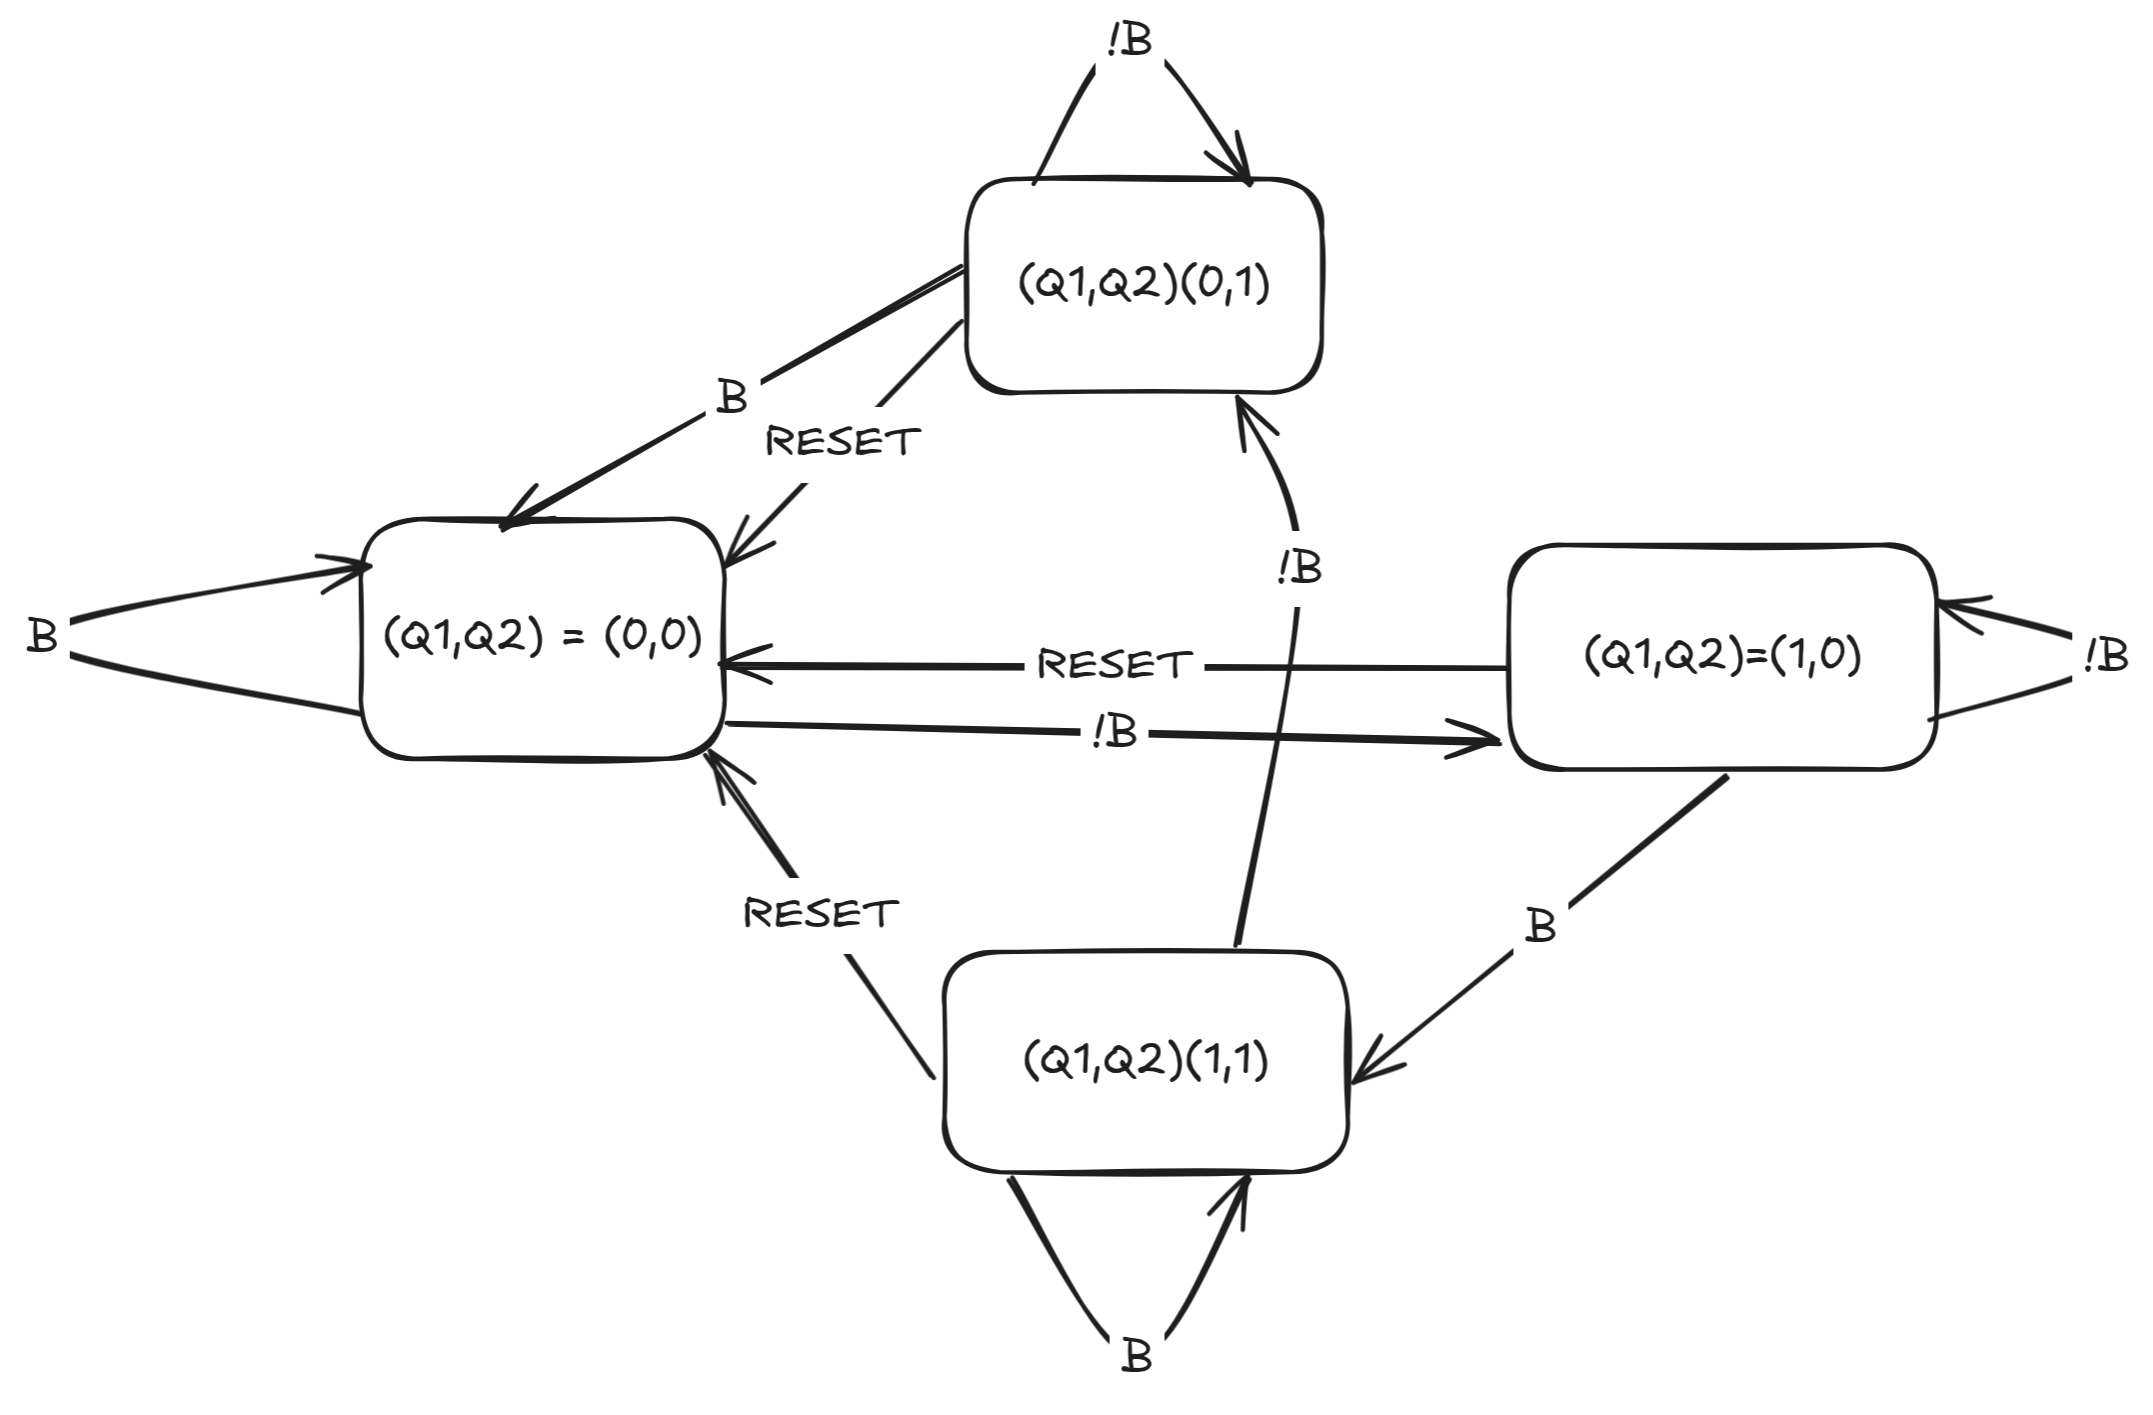 !B
(Q1,Q2)(0,1)
B
RESET
!B
B
(Q1,Q2) = (0,0)
RESET
(Q1,Q2)=(1,0)
!B
!B
RESET
B
(Q1,Q2)(1,1)
B